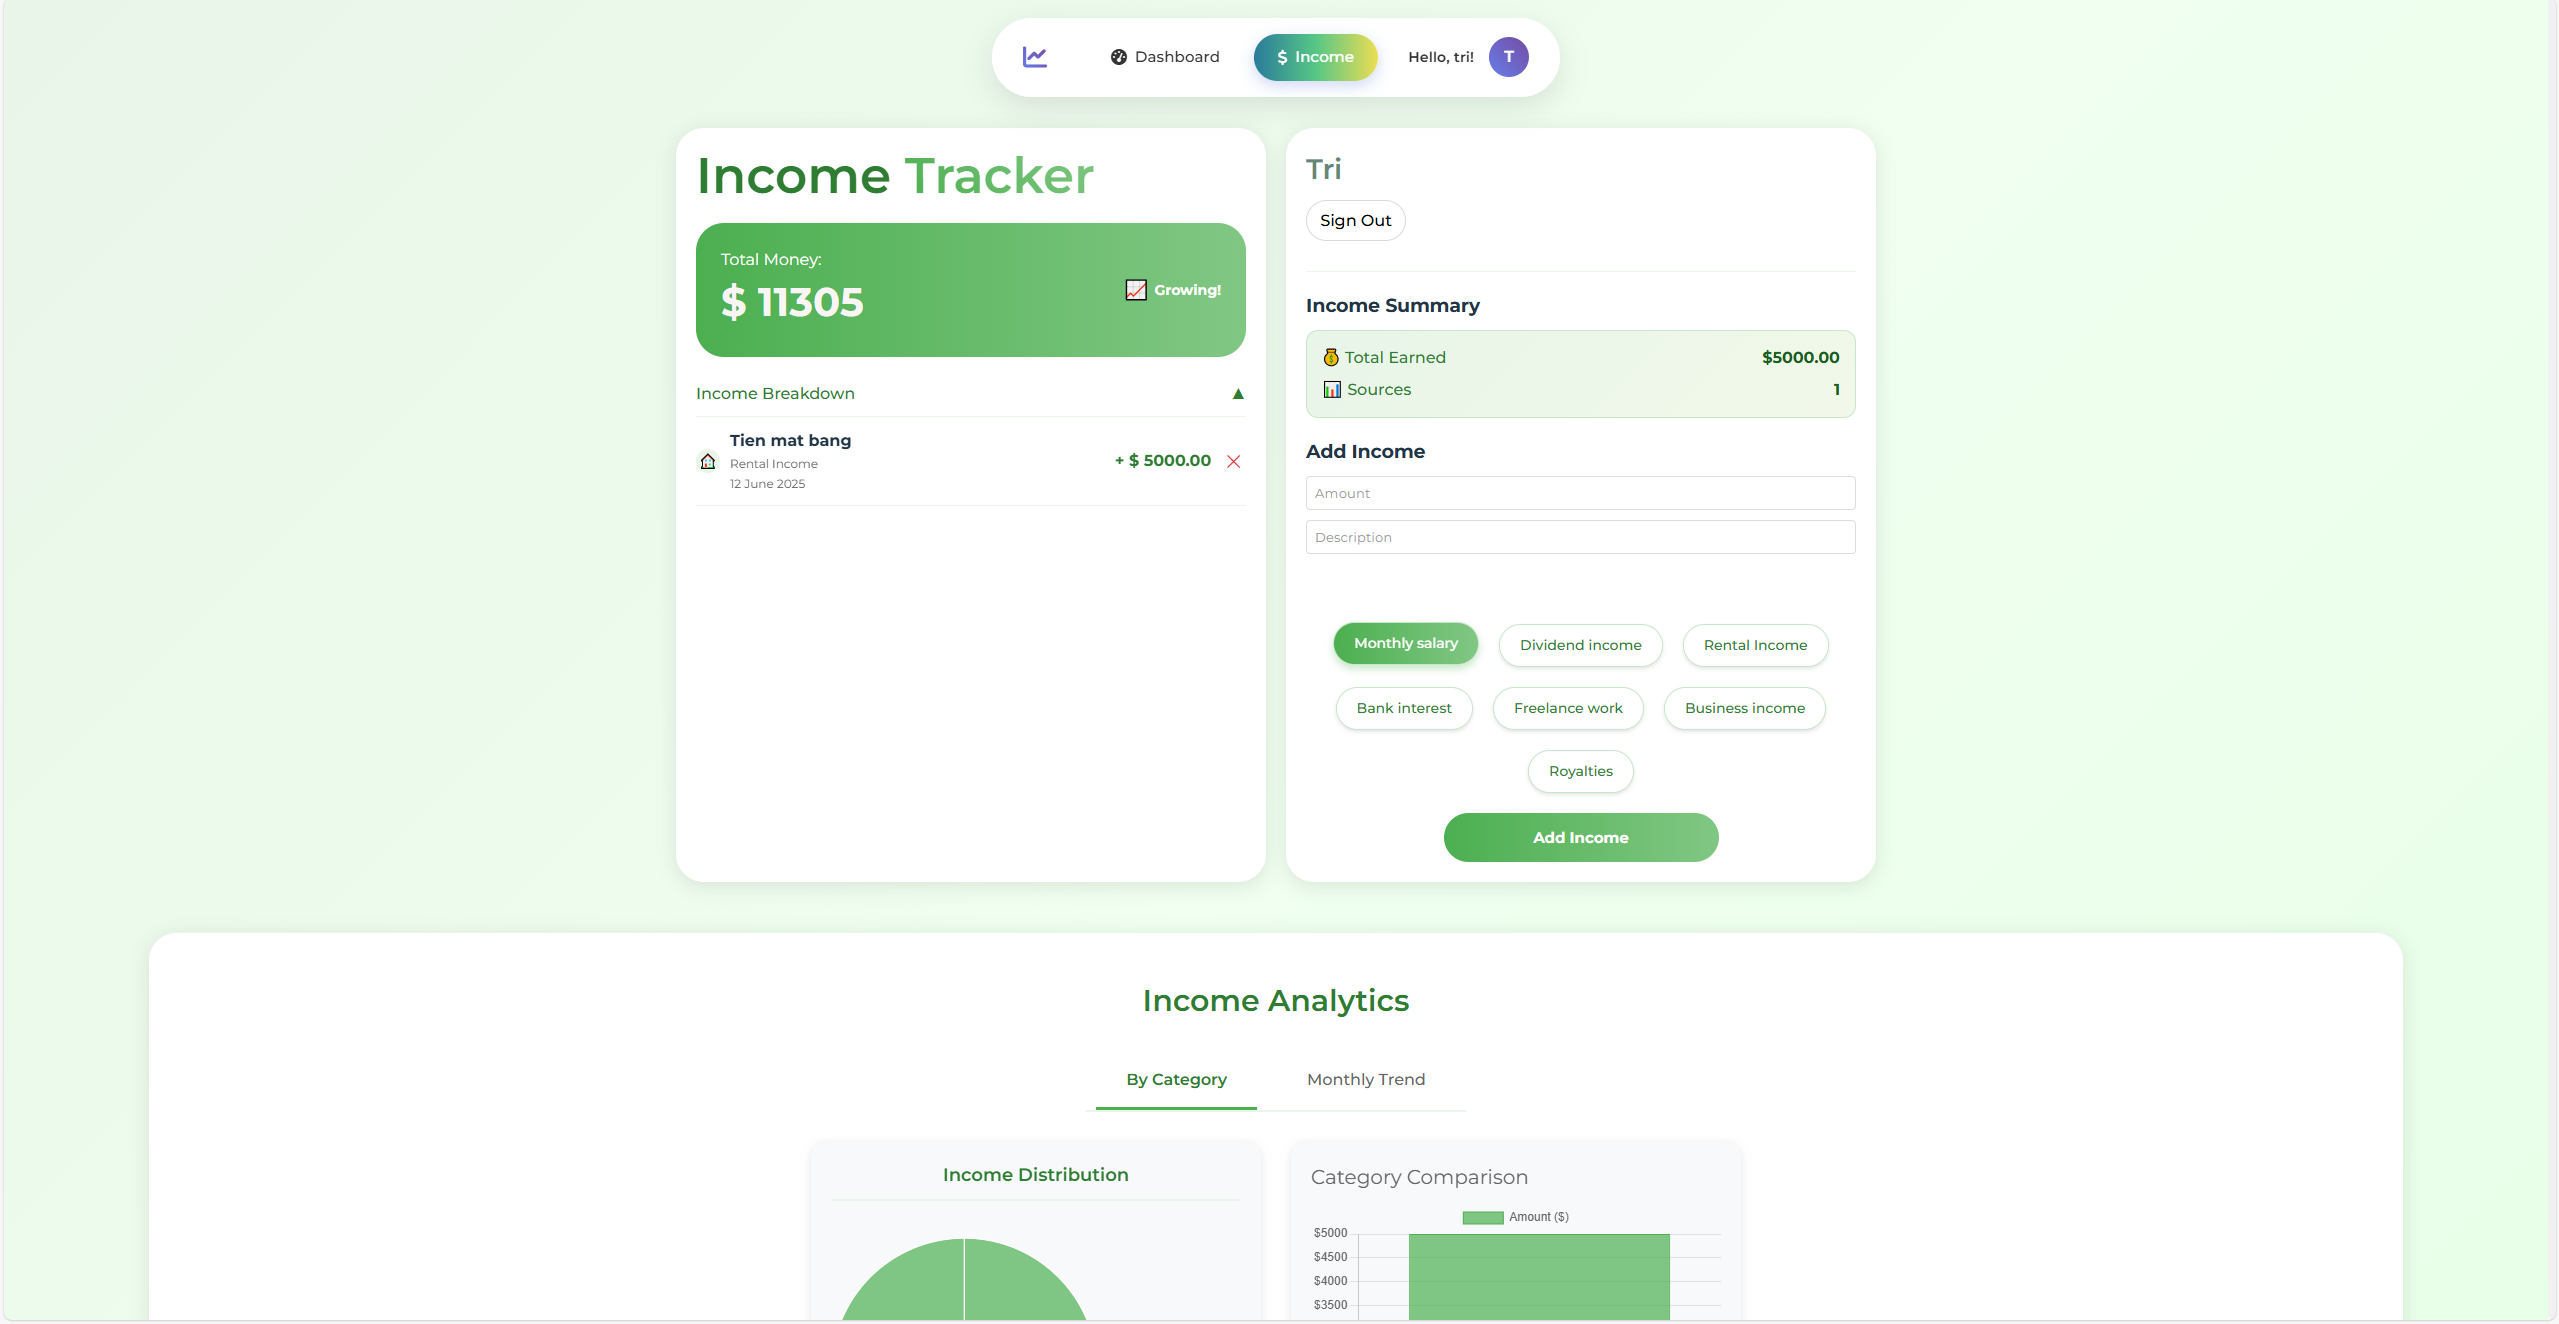 Dashboard
$ Income
Hello, tri!
T
Income Tracker
Total Money:
$ 11305
Growing!
Income Breakdown
▲
Tien mat bang
Rental Income
12 June 2025
+ $ 5000.00
Tri
Sign Out
Income Summary
Total Earned
$5000.00
Sources
1
Add Income
Amount
Description
Monthly salary
Dividend income
Rental Income
Bank interest
Freelance work
Business income
Royalties
Add Income
Income Analytics
By Category
Monthly Trend
Income Distribution
Category Comparison
Amount ($)
$5000
$4500
$4000
$3500